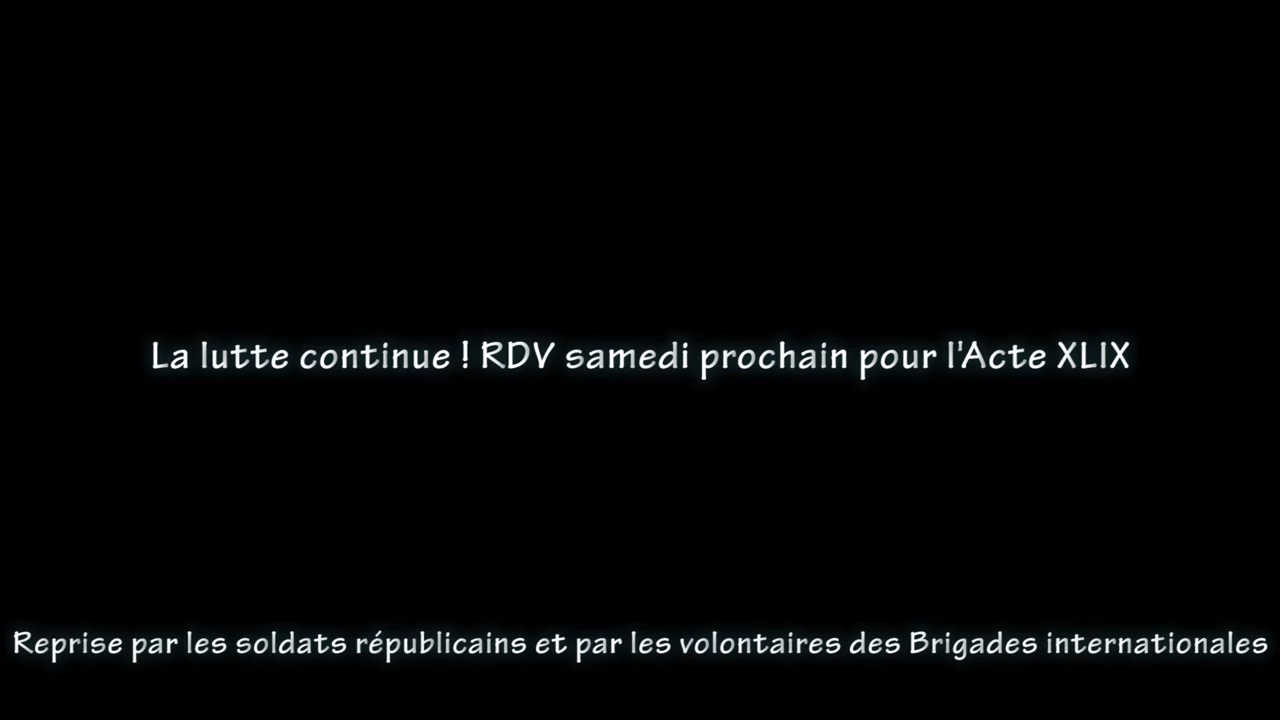 La lutte continue ! RDV samedi prochain pour l'Acte XLIX
Reprise par les soldats républicains et par les volontaires des Brigades internationales